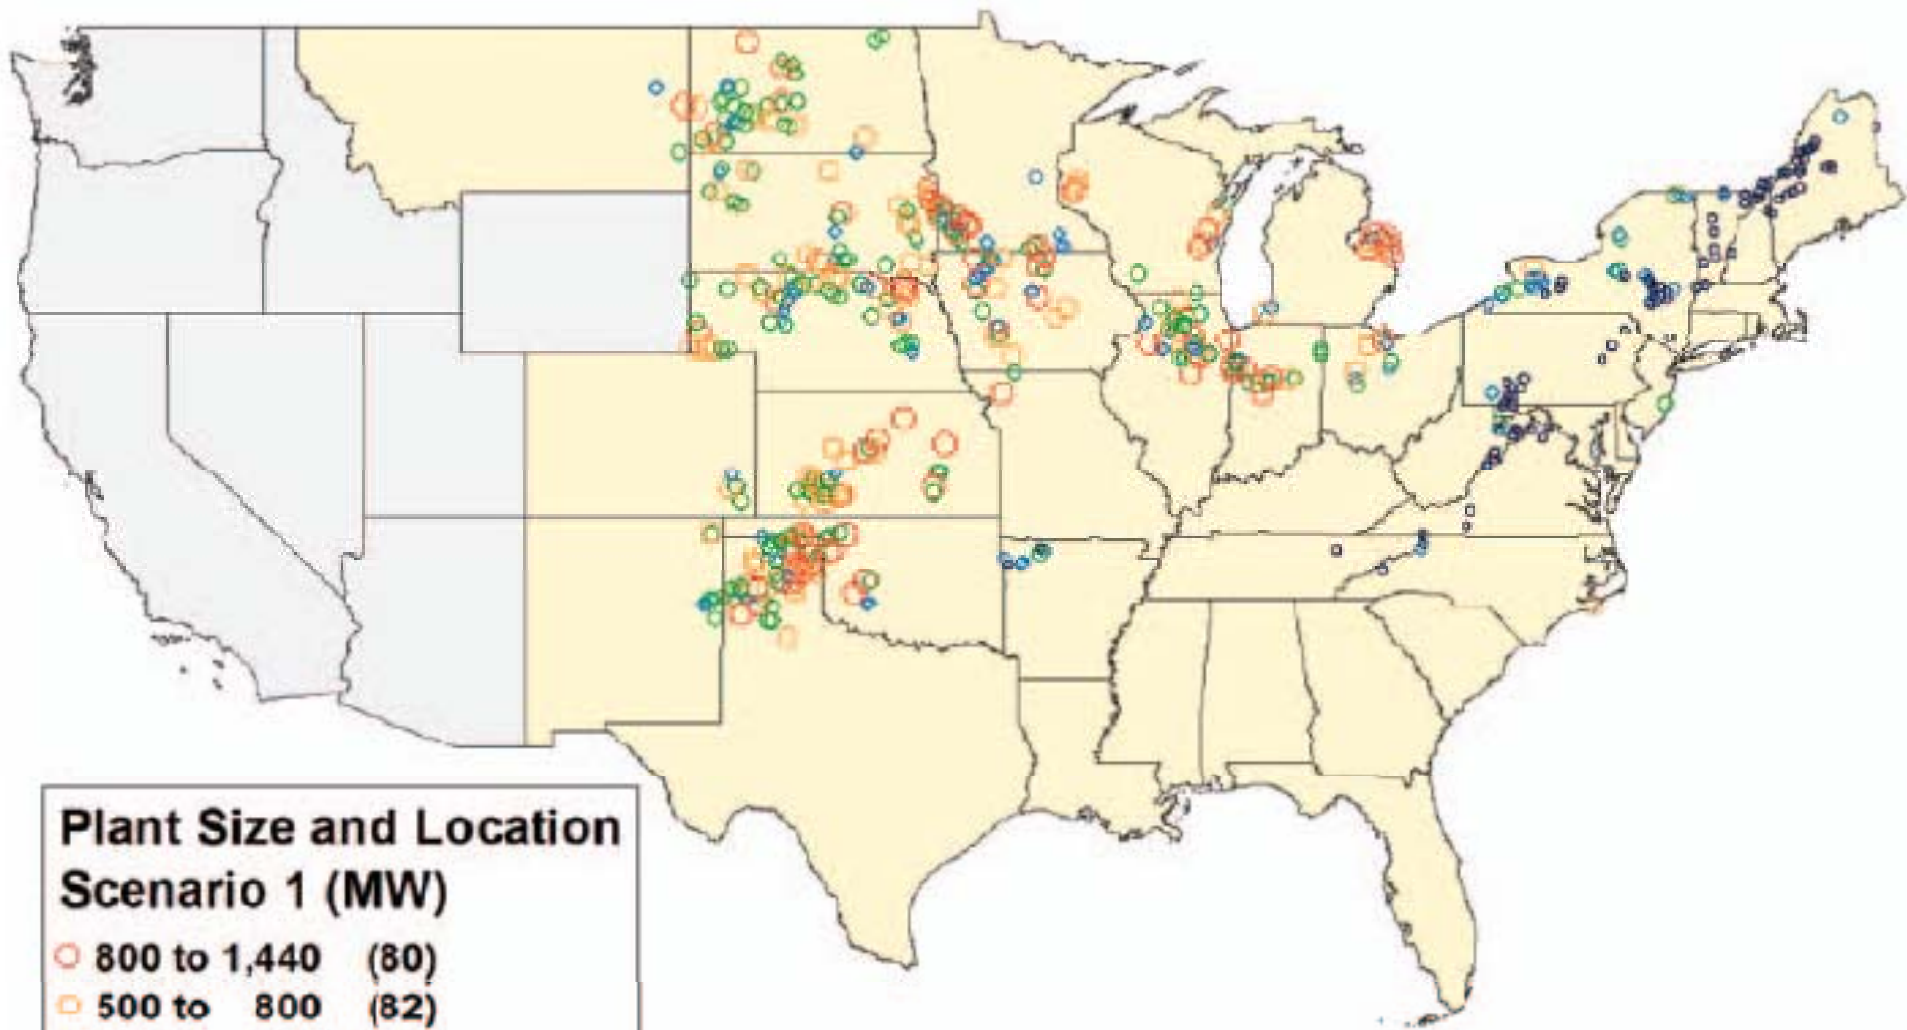 Plant Size and Location
Scenario 1 (MW)
800 to 1,440 (80)
500 to 800 (82)